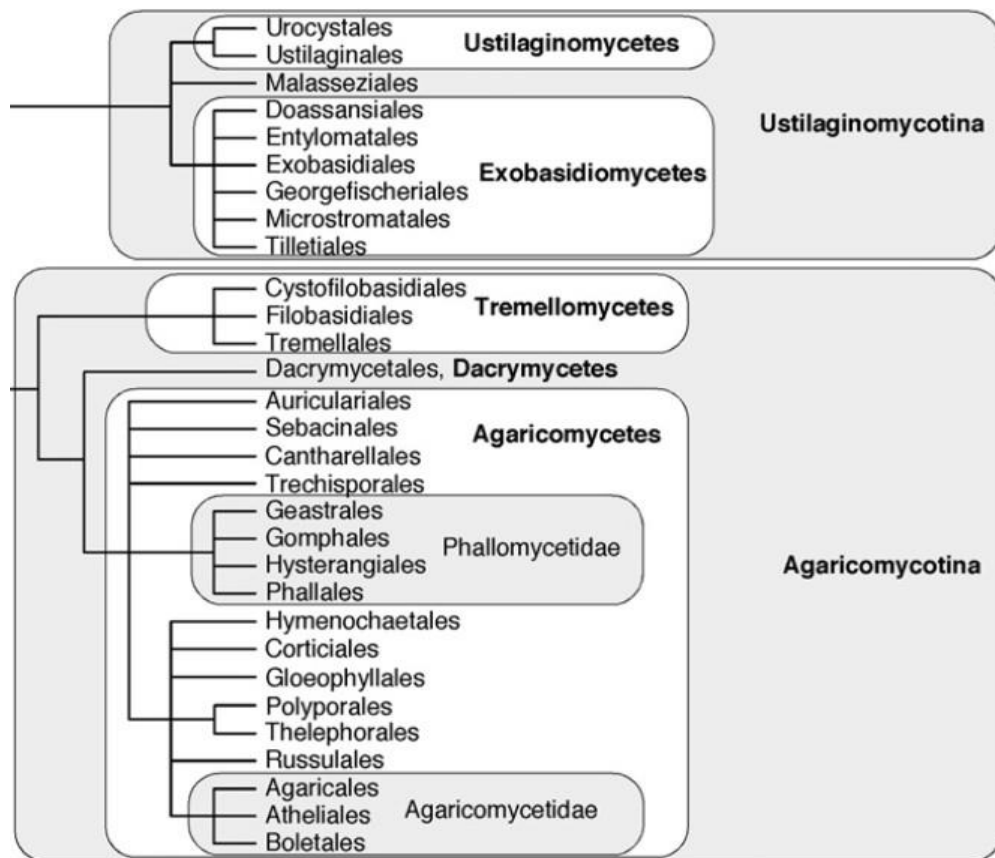 Urocystales
Ustilaginomycetes
Ustilaginales
Malasseziales
Doassansiales
Ustilaginomycotina
Entylomatales
Exobasidiales
Exobasidiomycetes
Georgefischeriales
Microstromatales
Tilletiales
Cystofilobasidiales
Tremellomycetes
Filobasidiales
Tremellales
Dacrymycetales, Dacrymycetes
Auriculariales
Sebacinales
Agaricomycetes
Cantharellales
Trechisporales
Geastrales
Gomphales
Phallomycetidae
Hysterangiales
Agaricomycotina
Phallales
Hymenochaetales
Corticiales
Gloeophyllales
Polyporales
Thelephorales
Russulales
Agaricales
Agaricomycetidae
Atheliales
Boletales